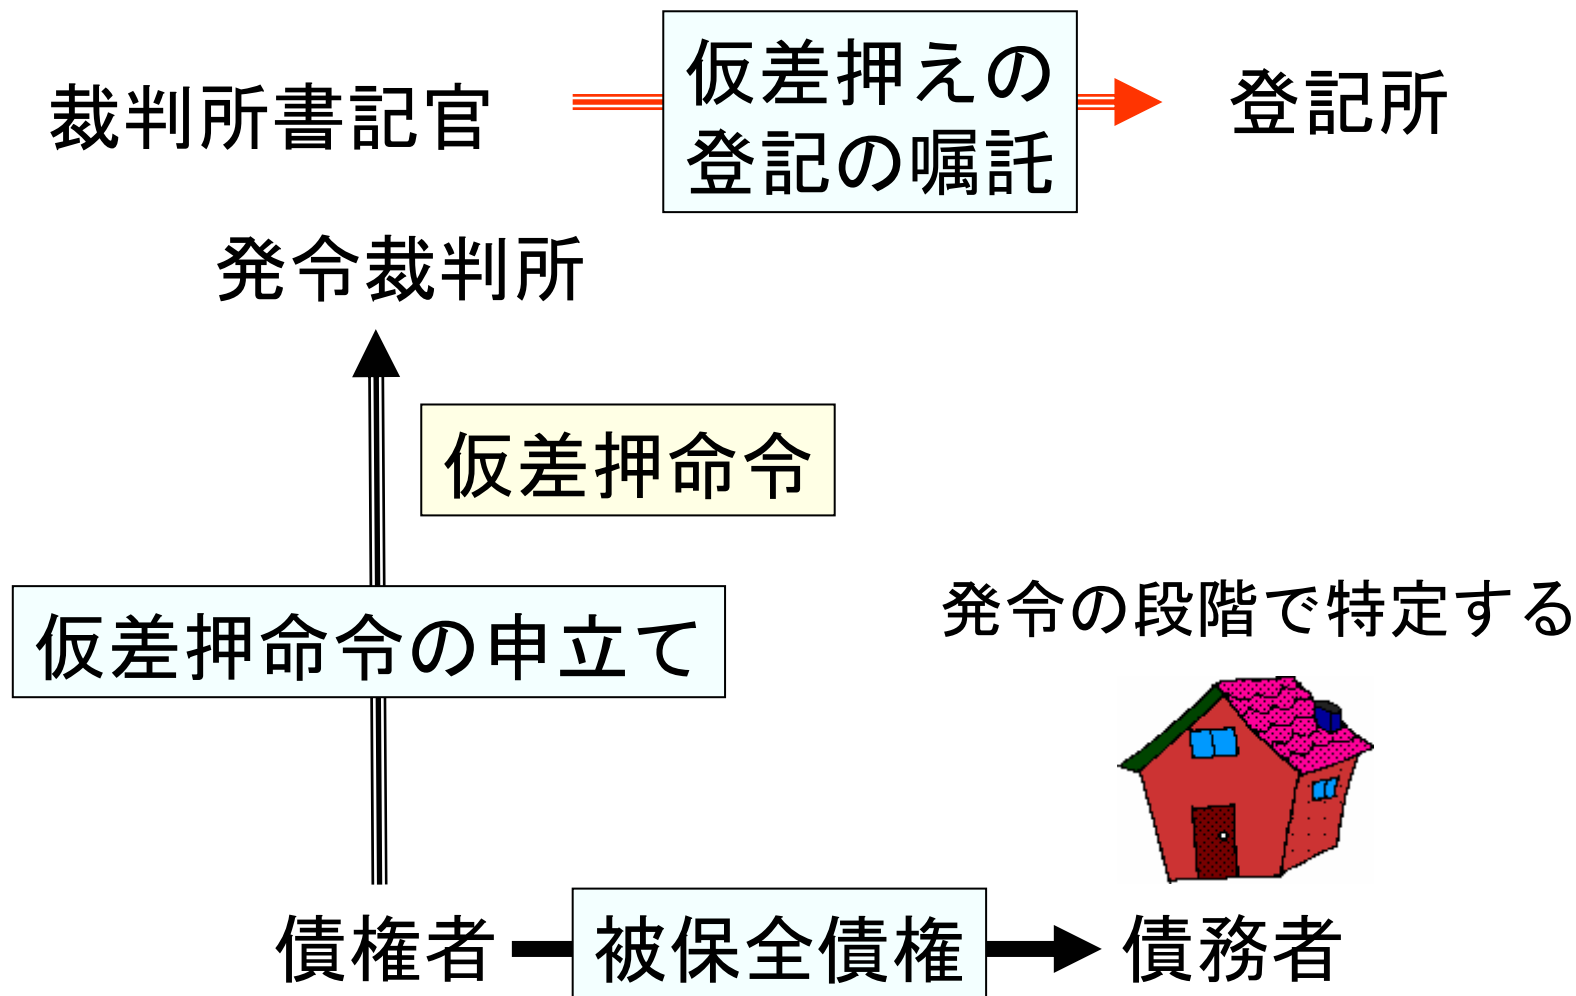 裁判所書記官
仮差押えの
登記の嘱託
登記所
発令裁判所
仮差押命令
仮差押命令の申立て
発令の段階で特定する
債権者
被保全債権
債務者